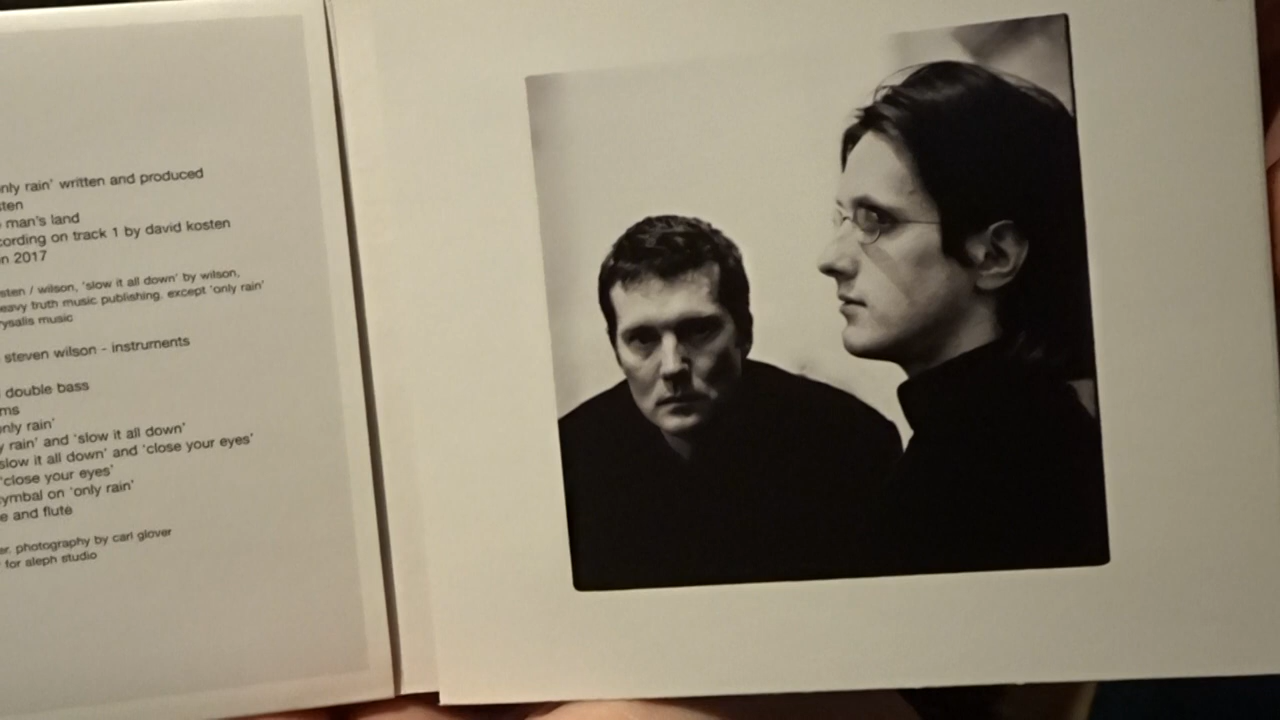 nly rain' written and produced
sten
man's land
cording on track 1 by david kosten
n 2017
sten / wilson, 'slow it all down' by wilson,
eavy truth music publishing. except 'only rain'
rysalis music
steven wilson - instruments
double bass
ms
only rain'
y rain' and 'slow it all down'
slow it all down' and 'close your eyes'
'close your eyes'
cymbal on 'only rain'
e and flute
er, photography by carl glover
for aleph studio